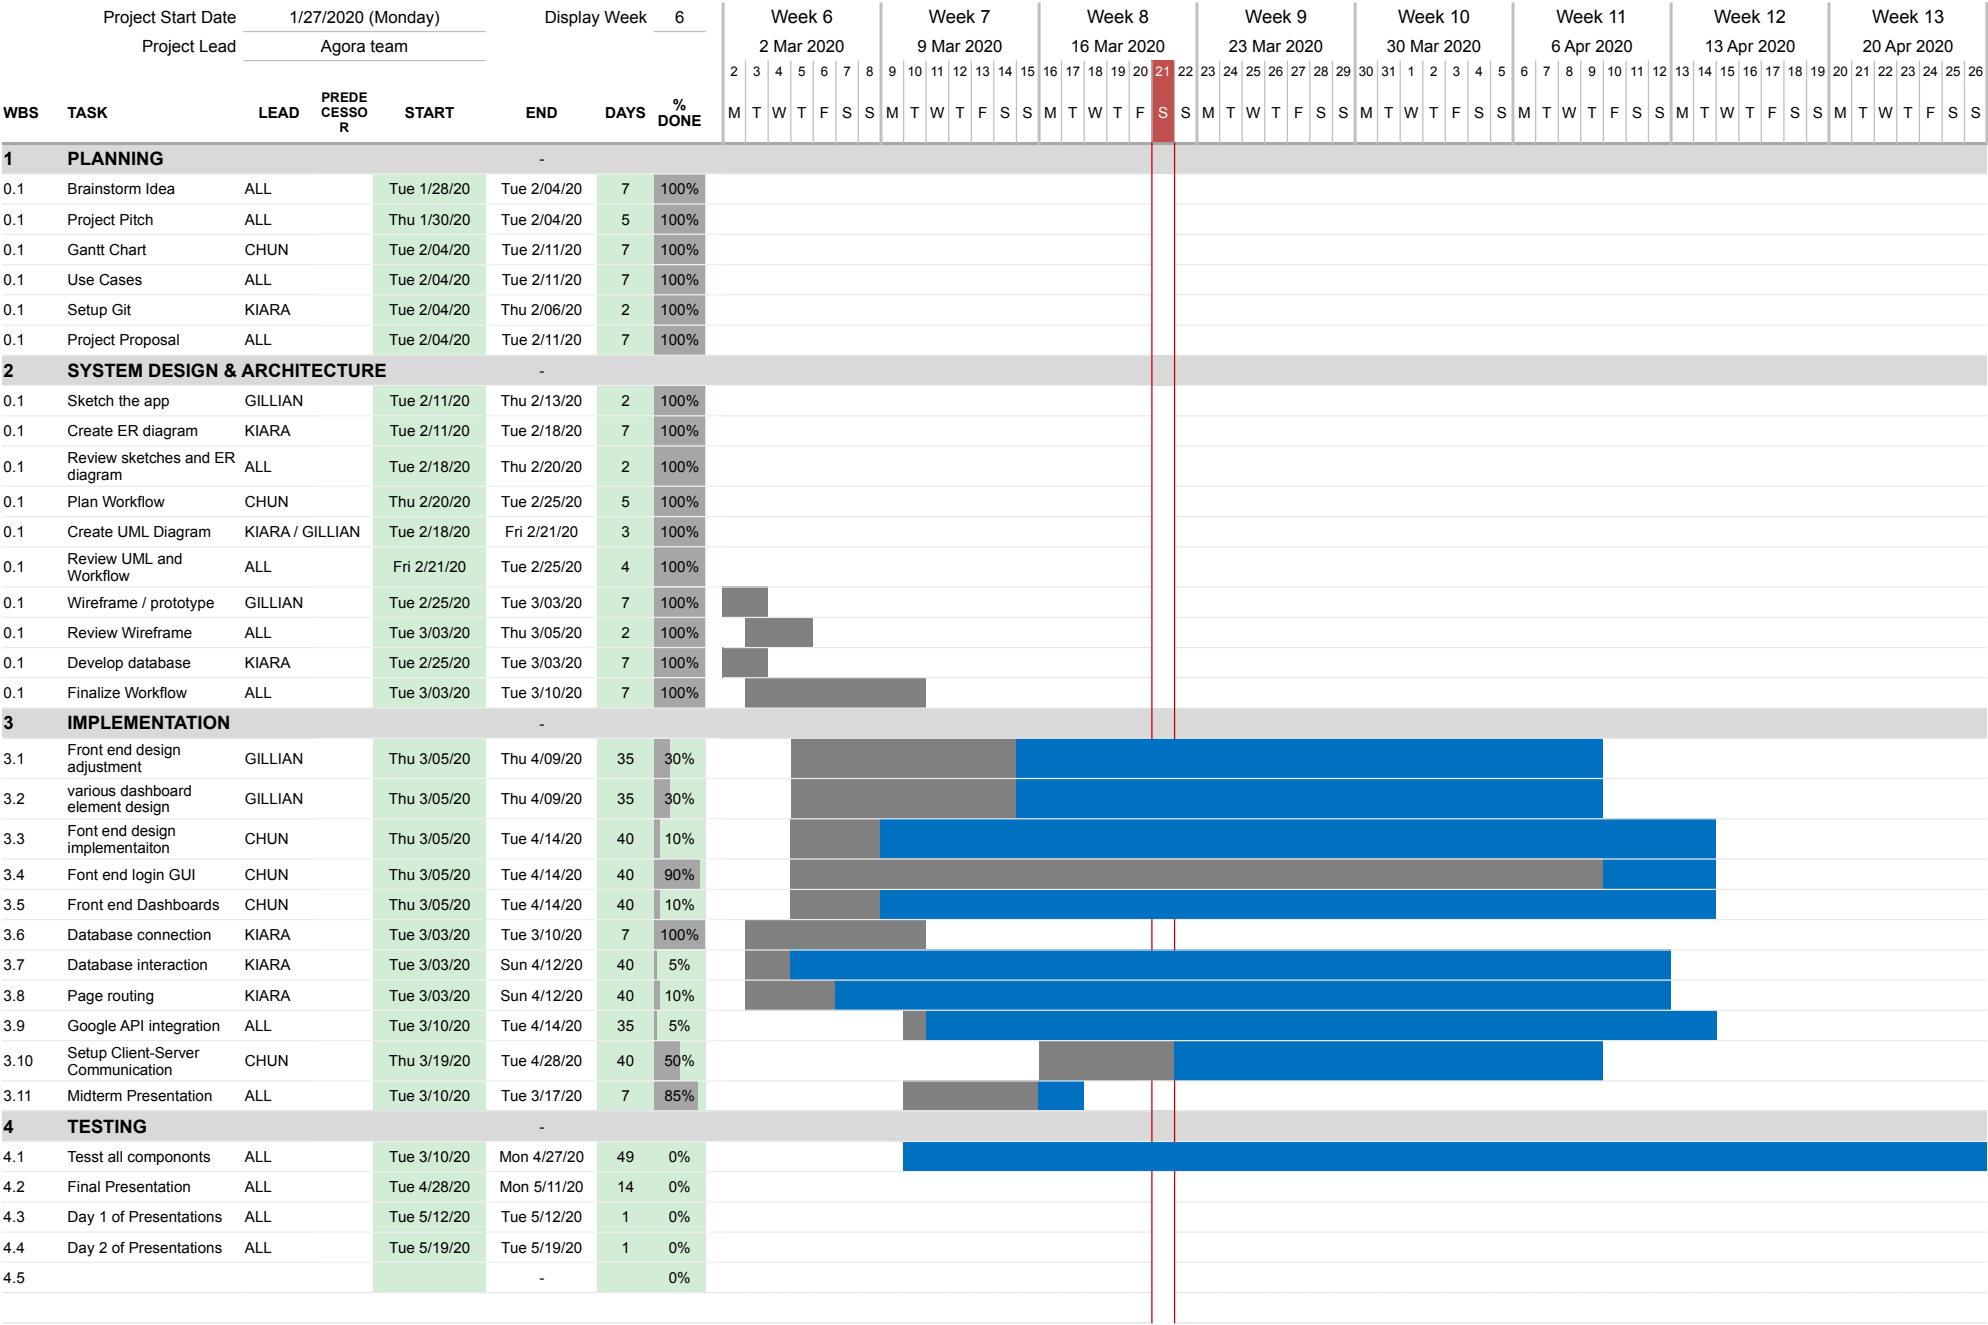 Project Start Date 1/27/2020 (Monday) Display Week 6 Week 6 Week 7 Week 8 Week 9 Week 10 Week 11 Week 12 Week 13
Project Lead Agora team 2 Mar 2020 9 Mar 2020 16 Mar 2020 23 Mar 2020 30 Mar 2020 6 Apr 2020 13 Apr 2020 20 Apr 2020
2 3 4 5 6 7 8 9 10 11 12 13 14 15 16 17 18 19 20 21 22 23 24 25 26 27 28 29 30 31 1 2 3 4 5 6 7 8 9 10 11 12 13 14 15 16 17 18 19 20 21 22 23 24 25 26
WBS TASK LEAD PREDE
CESSO
R START END DAYS %
DONE M T W T F S S M T W T F S S M T W T F S S M T W T F S S M T W T F S S M T W T F S S M T W T F S S M T W T F S S
1 PLANNING -
0.1 Brainstorm Idea ALL Tue 1/28/20 Tue 2/04/20 7 100%
0.1 Project Pitch ALL Thu 1/30/20 Tue 2/04/20 5 100%
0.1 Gantt Chart CHUN Tue 2/04/20 Tue 2/11/20 7 100%
0.1 Use Cases ALL Tue 2/04/20 Tue 2/11/20 7 100%
0.1 Setup Git KIARA Tue 2/04/20 Thu 2/06/20 2 100%
0.1 Project Proposal ALL Tue 2/04/20 Tue 2/11/20 7 100%
2 SYSTEM DESIGN & ARCHITECTURE -
0.1 Sketch the app GILLIAN Tue 2/11/20 Thu 2/13/20 2 100%
0.1 Create ER diagram KIARA Tue 2/11/20 Tue 2/18/20 7 100%
0.1 Review sketches and ER
diagram ALL Tue 2/18/20 Thu 2/20/20 2 100%
0.1 Plan Workflow CHUN Thu 2/20/20 Tue 2/25/20 5 100%
0.1 Create UML Diagram KIARA / GILLIAN Tue 2/18/20 Fri 2/21/20 3 100%
0.1 Review UML and
Workflow ALL Fri 2/21/20 Tue 2/25/20 4 100%
0.1 Wireframe / prototype GILLIAN Tue 2/25/20 Tue 3/03/20 7 100%
0.1 Review Wireframe ALL Tue 3/03/20 Thu 3/05/20 2 100%
0.1 Develop database KIARA Tue 2/25/20 Tue 3/03/20 7 100%
0.1 Finalize Workflow ALL Tue 3/03/20 Tue 3/10/20 7 100%
3 IMPLEMENTATION -
3.1 Front end design
adjustment GILLIAN Thu 3/05/20 Thu 4/09/20 35 30%
3.2 various dashboard
element design GILLIAN Thu 3/05/20 Thu 4/09/20 35 30%
3.3 Font end design
implementaiton CHUN Thu 3/05/20 Tue 4/14/20 40 10%
3.4 Font end login GUI CHUN Thu 3/05/20 Tue 4/14/20 40 90%
3.5 Front end Dashboards CHUN Thu 3/05/20 Tue 4/14/20 40 10%
3.6 Database connection KIARA Tue 3/03/20 Tue 3/10/20 7 100%
3.7 Database interaction KIARA Tue 3/03/20 Sun 4/12/20 40 5%
3.8 Page routing KIARA Tue 3/03/20 Sun 4/12/20 40 10%
3.9 Google API integration ALL Tue 3/10/20 Tue 4/14/20 35 5%
3.10 Setup Client-Server
Communication CHUN Thu 3/19/20 Tue 4/28/20 40 50%
3.11 Midterm Presentation ALL Tue 3/10/20 Tue 3/17/20 7 85%
4 TESTING -
4.1 Tesst all componants ALL Tue 3/10/20 Mon 4/27/20 49 0%
4.2 Final Presentation ALL Tue 4/28/20 Mon 5/11/20 14 0%
4.3 Day 1 of Presentations ALL Tue 5/12/20 Tue 5/12/20 1 0%
4.4 Day 2 of Presentations ALL Tue 5/19/20 Tue 5/19/20 1 0%
4.5 - 0%